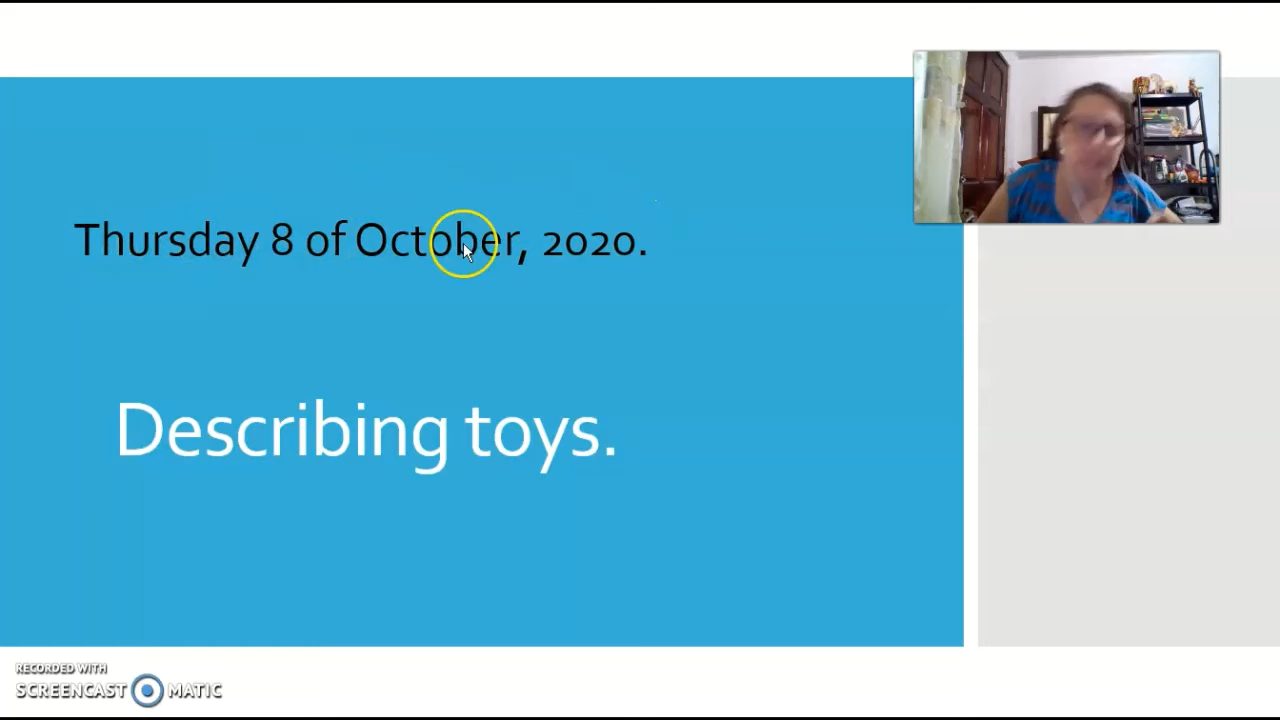 Thursday 8 of October, 2020.
Describing toys.
RECORDED WITH
SCREENCAST MATIC